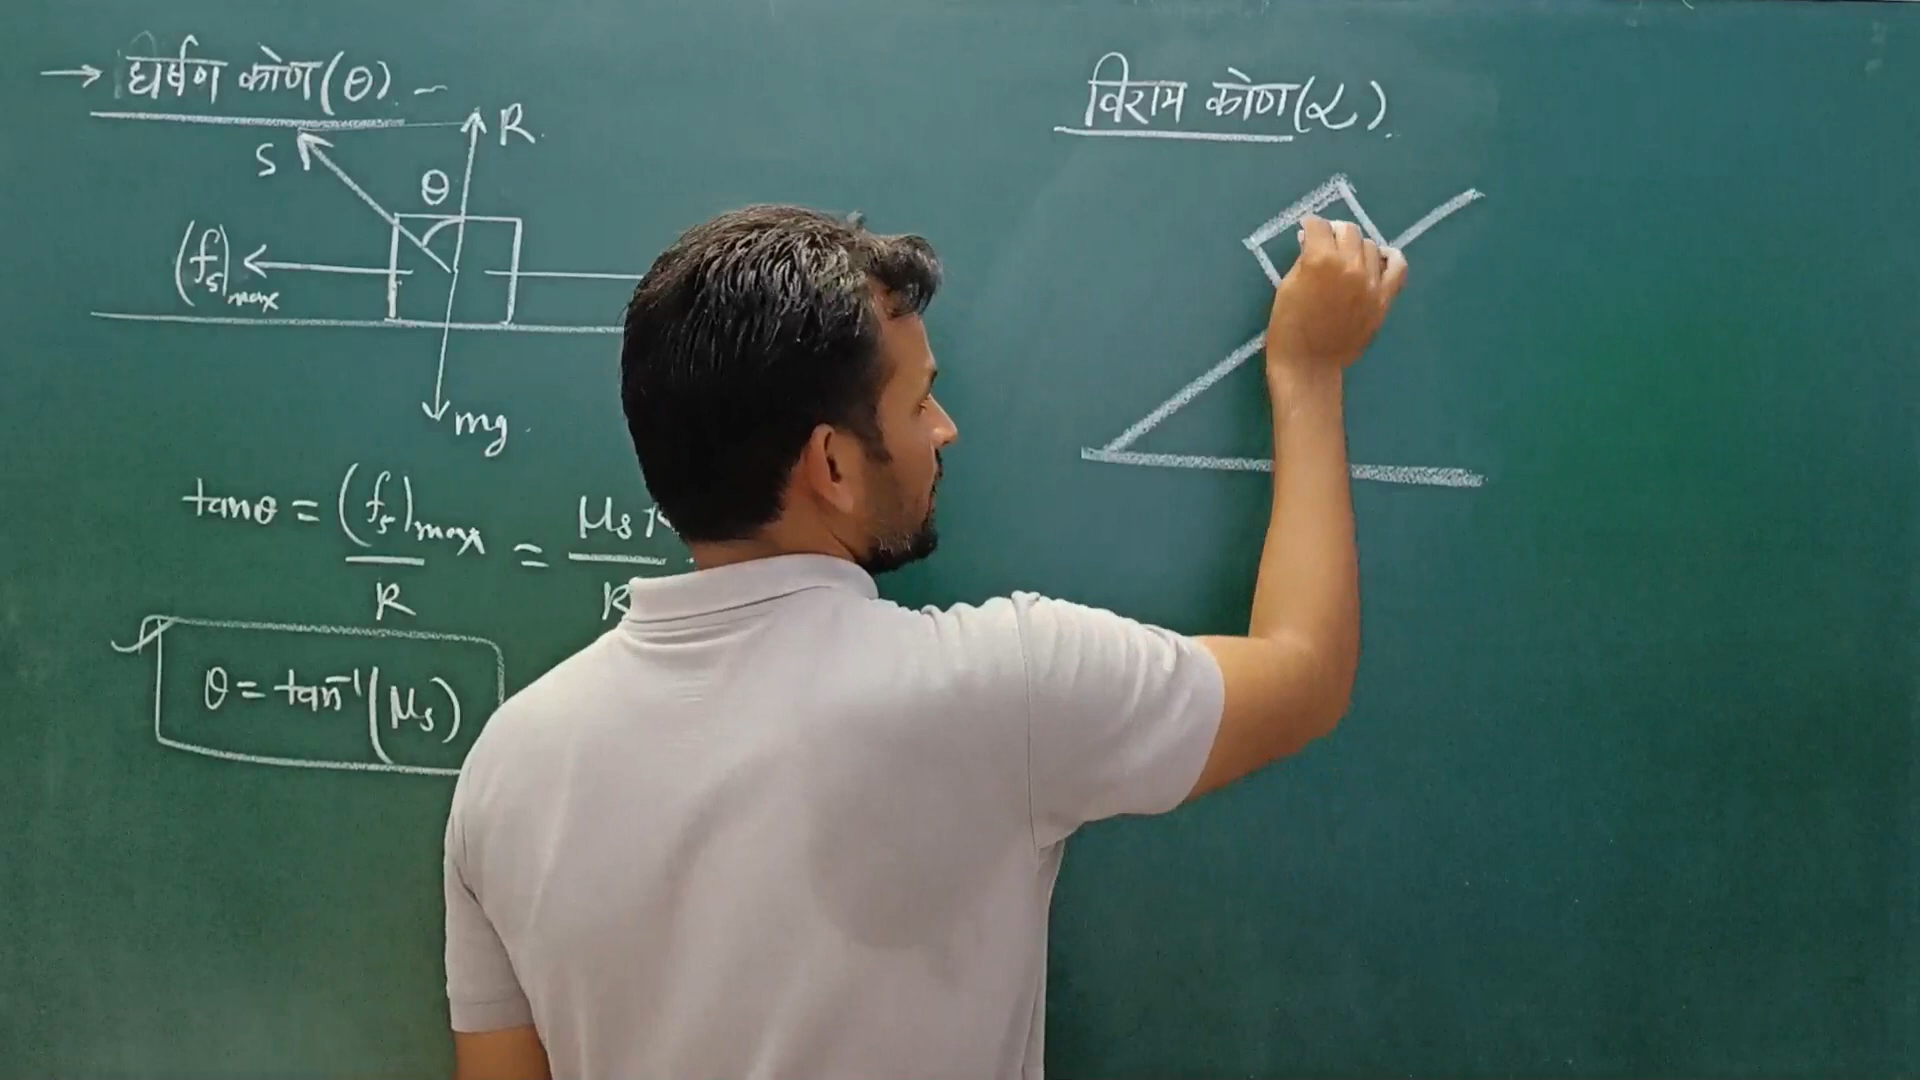 → घर्षण कोण (θ) -
R.
S
θ
(fs)max
mg.
tanθ = (fs)max / R = μs R / R
θ = tan⁻¹(μs)
विराम कोण (α).